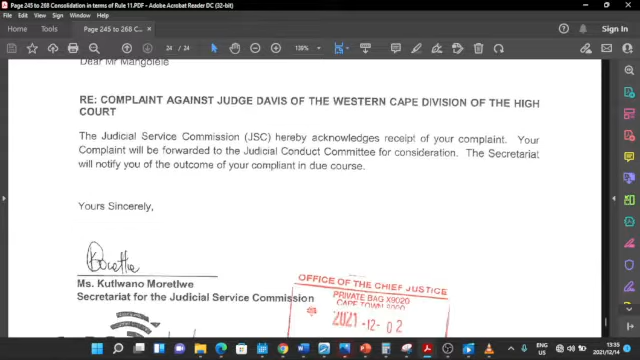 Page 245 to 268 Consolidation in terms of Rule 11.PDF - Adobe Acrobat Reader DC (32-bit)
File Edit View Sign Window Help
Home Tools Page 245 to 268 Con...
Sign In
24 / 24
139%
Dear Mr Mangolele
RE: COMPLAINT AGAINST JUDGE DAVIS OF THE WESTERN CAPE DIVISION OF THE HIGH
COURT
The Judicial Service Commission (JSC) hereby acknowledges receipt of your complaint. Your
Complaint will be forwarded to the Judicial Conduct Committee for consideration. The Secretariat
will notify you of the outcome of your compliant in due course.
Yours Sincerely,
Ms. Kutlwano Moretlwe
Secretariat for the Judicial Service Commission
OFFICE OF THE CHIEF JUSTICE
PRIVATE BAG X9020
CAPE TOWN 8000
2021 -12- 02
ENG
US
13:35
2021/12/14